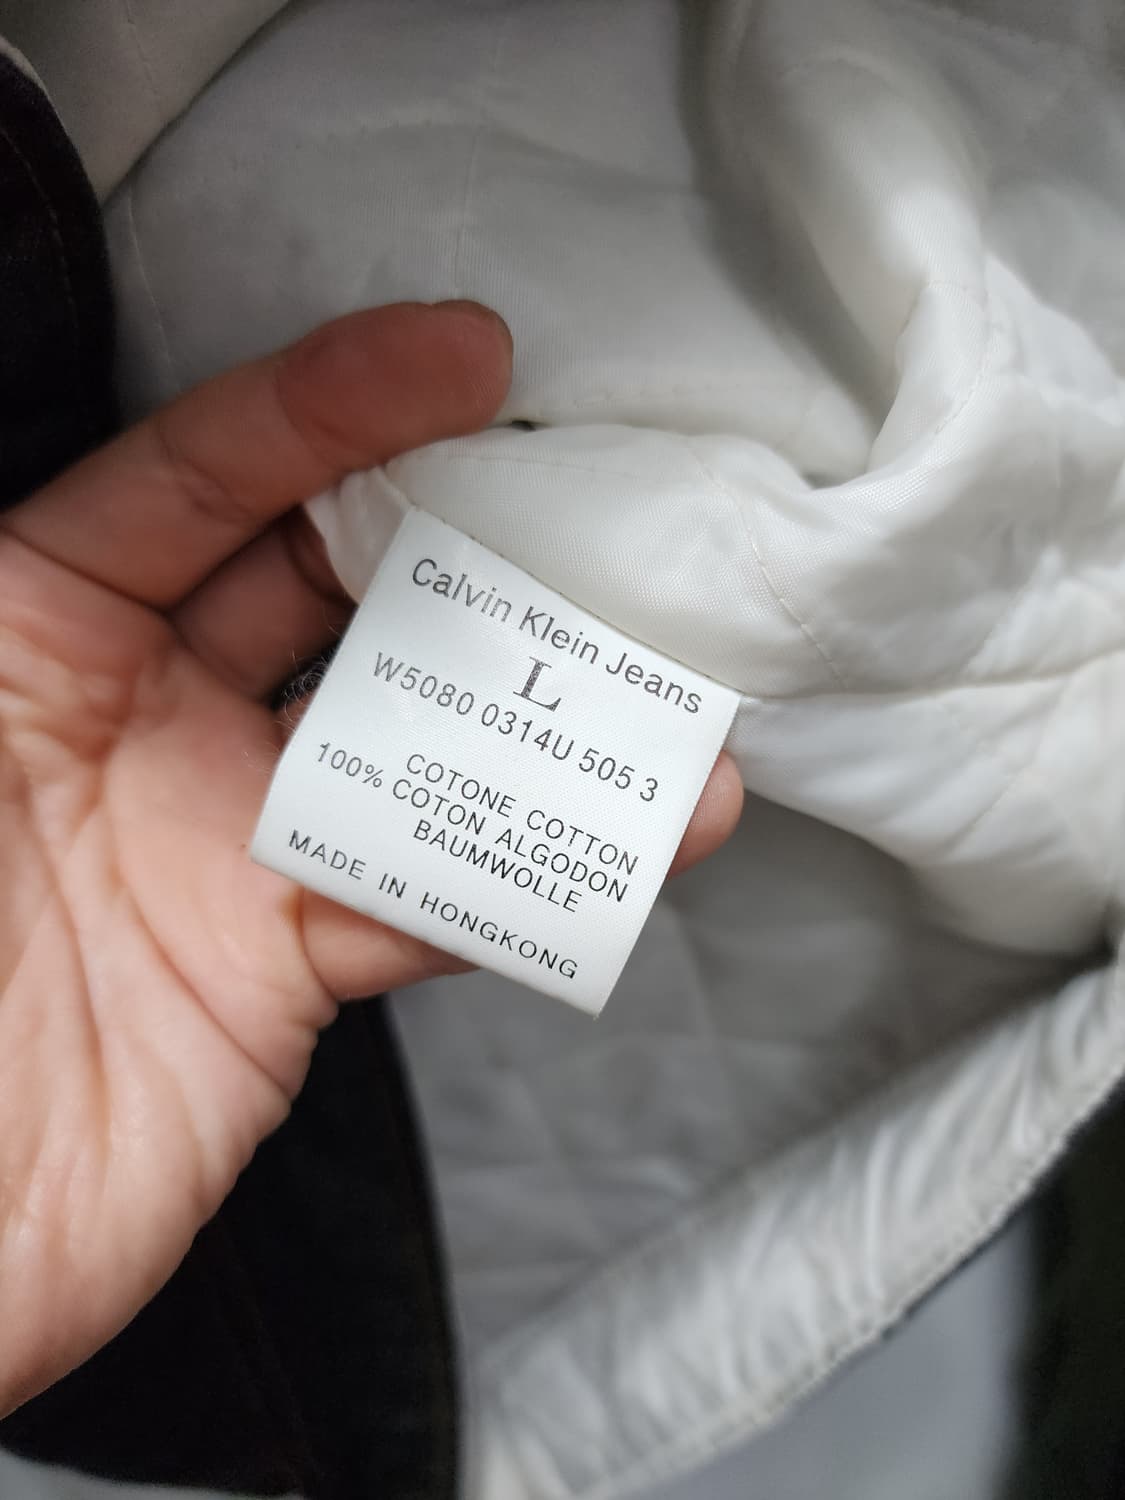 Calvin Klein Jeans
L
W5080 0314U 505 3
COTONE COTTON
100% COTON ALGODON
BAUMWOLLE
MADE IN HONGKONG